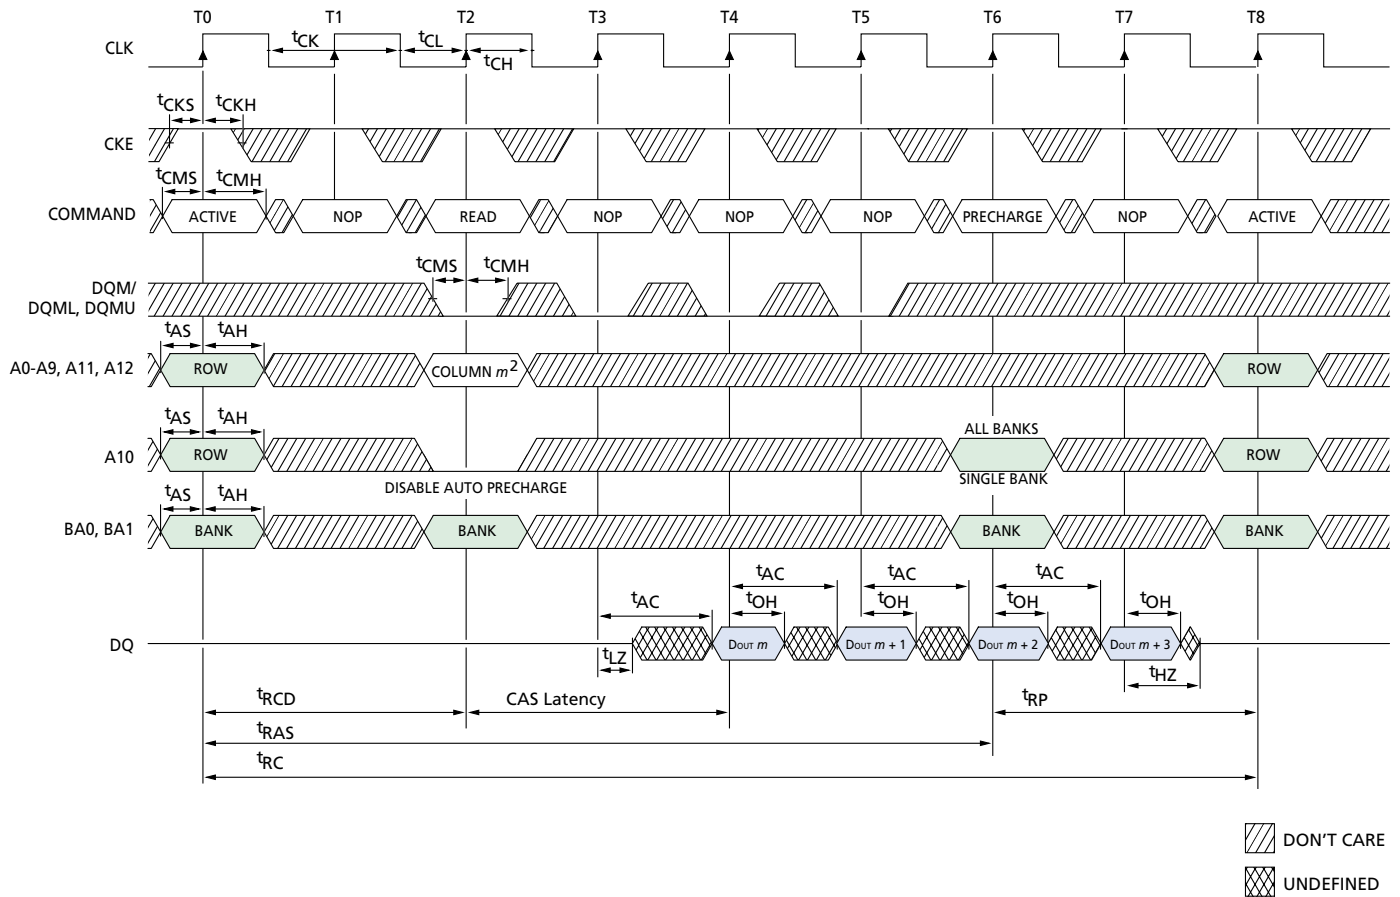 T0 T1 T2 T3 T4 T5 T6 T7 T8
CLK
tCK tCL
tCH
tCKS tCKH
CKE
tCMS tCMH
COMMAND ACTIVE NOP READ NOP NOP NOP PRECHARGE NOP ACTIVE
tCMS tCMH
DQM/
DQML, DQMU
tAS tAH
A0-A9, A11, A12 ROW COLUMN m2 ROW
tAS tAH
ALL BANKS
A10 ROW ROW
DISABLE AUTO PRECHARGE SINGLE BANK
tAS tAH
BA0, BA1 BANK BANK BANK BANK
tAC tAC tAC
tAC tOH tOH tOH tOH
DQ DOUT m DOUT m + 1 DOUT m + 2 DOUT m + 3
tLZ tHZ
tRCD CAS Latency tRP
tRAS
tRC
DON'T CARE
UNDEFINED